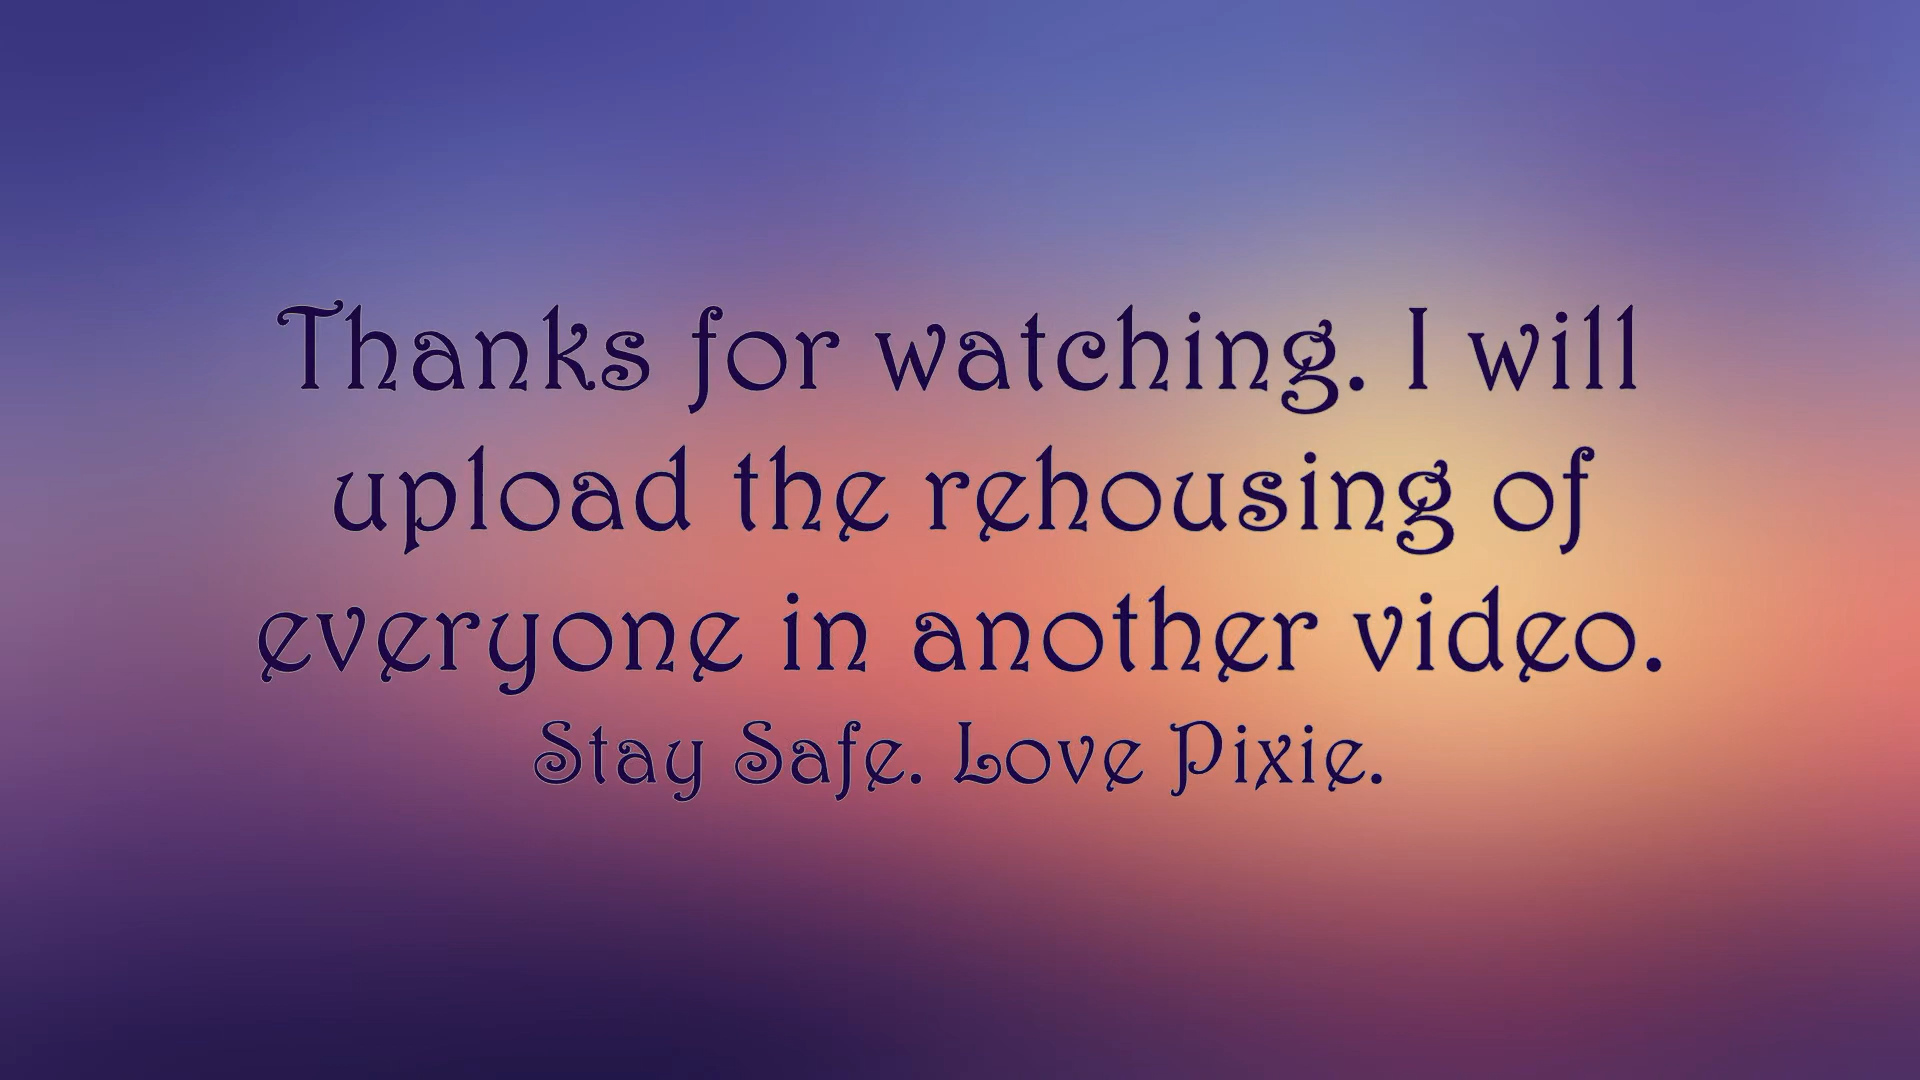 Thanks for watching. I will
upload the rehousing of
everyone in another video.
Stay Safe. Love Pixie.